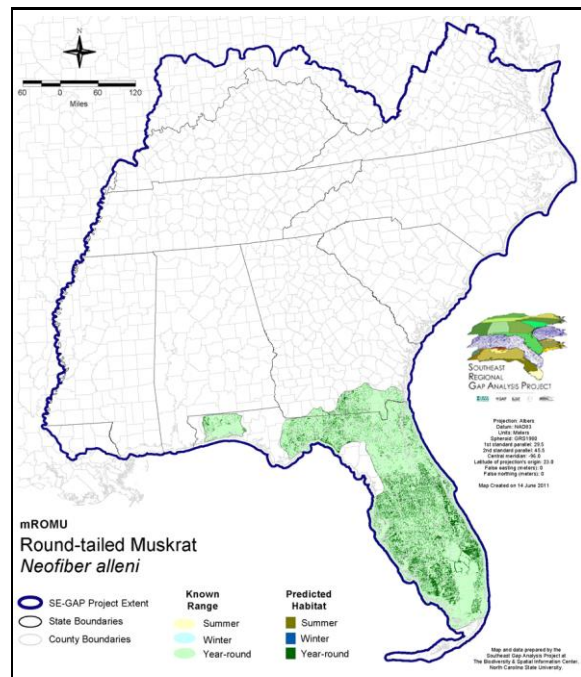 N
60 0 60 120
Miles
SOUTHEAST
REGIONAL
GAP ANALYSIS PROJECT
Projection: Albers
Datum: NAD83
Units: Meters
Spheroid: GRS1980
1st standard parallel: 29.5
2nd standard parallel: 45.5
Central meridian: -96.0
Latitude of projection's origin: 23.0
False easting (meters): 0
False northing (meters): 0
Map Created on 14 June 2011
mROMU
Round-tailed Muskrat
Neofiber alleni
SE-GAP Project Extent
State Boundaries
County Boundaries
Known
Range
Summer
Winter
Year-round
Predicted
Habitat
Summer
Winter
Year-round
Map and data prepared by the
Southeast Gap Analysis Project at
The Biodiversity & Spatial Information Center,
North Carolina State University.